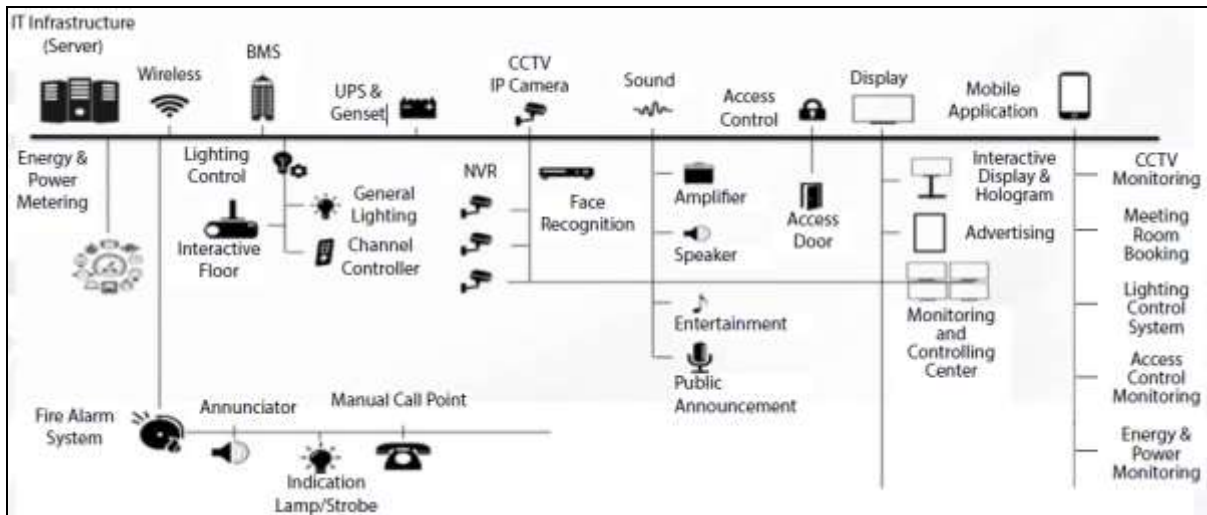 IT Infrastructure
(Server)
Wireless
BMS
UPS &
Genset
CCTV
IP Camera
Sound
Access
Control
Display
Mobile
Application
Energy &
Power
Metering
Lighting
Control
General
Lighting
Interactive
Floor
Channel
Controller
NVR
Face
Recognition
Amplifier
Speaker
Entertainment
Public
Announcement
Access
Door
Interactive
Display &
Hologram
Advertising
Monitoring and
Controlling
Center
CCTV
Monitoring
Meeting
Room
Booking
Lighting
Control
System
Access
Control
Monitoring
Energy &
Power
Monitoring
Fire Alarm
System
Annunciator
Manual Call Point
Indication
Lamp/Strobe